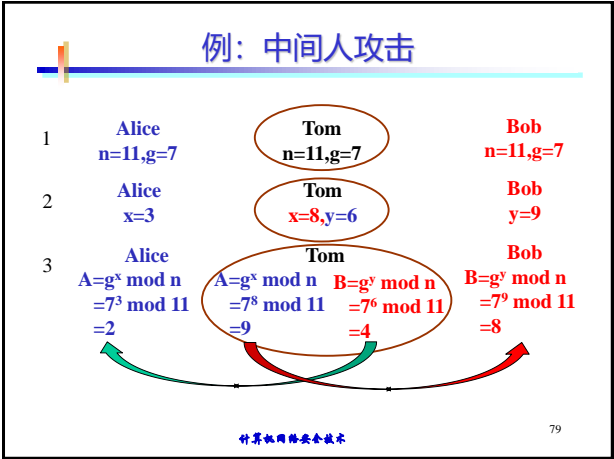 例：中间人攻击
1 Alice Tom Bob
n=11,g=7 n=11,g=7 n=11,g=7
2 Alice Tom Bob
x=3 x=8,y=6 y=9
3 Alice Tom Bob
A=gˣ mod n A=gˣ mod n B=gʸ mod n B=gʸ mod n
=7³ mod 11 =7⁸ mod 11 =7⁶ mod 11 =7⁹ mod 11
=2 =9 =4 =8
计算机网络安全技术 79